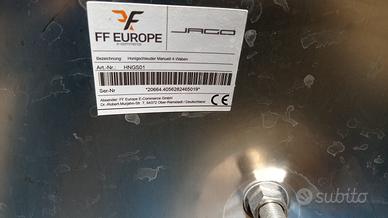 FF EUROPE
e-commerce
JAGO
Bezeichnung: Honigschleuder Manuell 4-Waben
Art.-Nr.: HNGS01
Ser-Nr *20664.4056282465019*
Absender: FF Europe E-Commerce GmbH
Dr.-Robert-Murjahn-Str. 7, 64372 Ober-Ramstadt / Deutschland
CE
subito